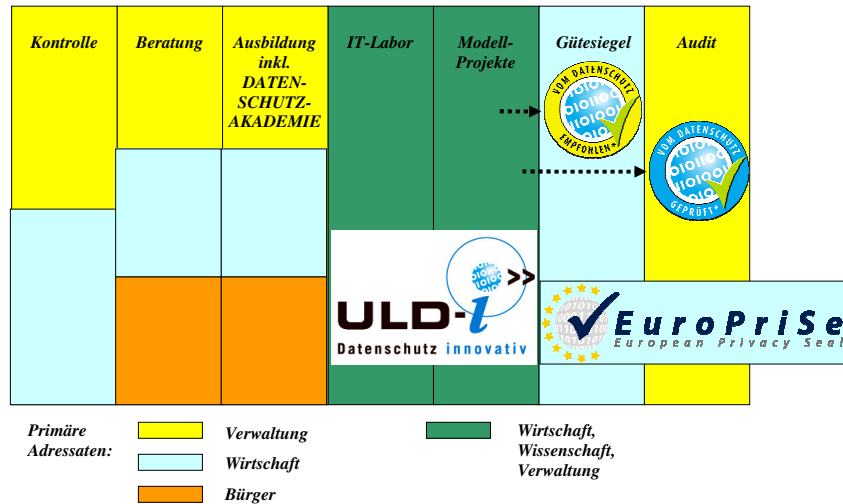 Kontrolle
Beratung
Ausbildung
inkl.
DATEN-
SCHUTZ-
AKADEMIE
IT-Labor
Modell-
Projekte
Gütesiegel
Audit
VOM DATENSCHUTZ
EMPFOHLEN*
VOM DATENSCHUTZ
GEPRÜFT*
ULD-i
Datenschutz innovativ
EuroPriSe
European Privacy Seal
Primäre
Adressaten:
Verwaltung
Wirtschaft
Bürger
Wirtschaft,
Wissenschaft,
Verwaltung